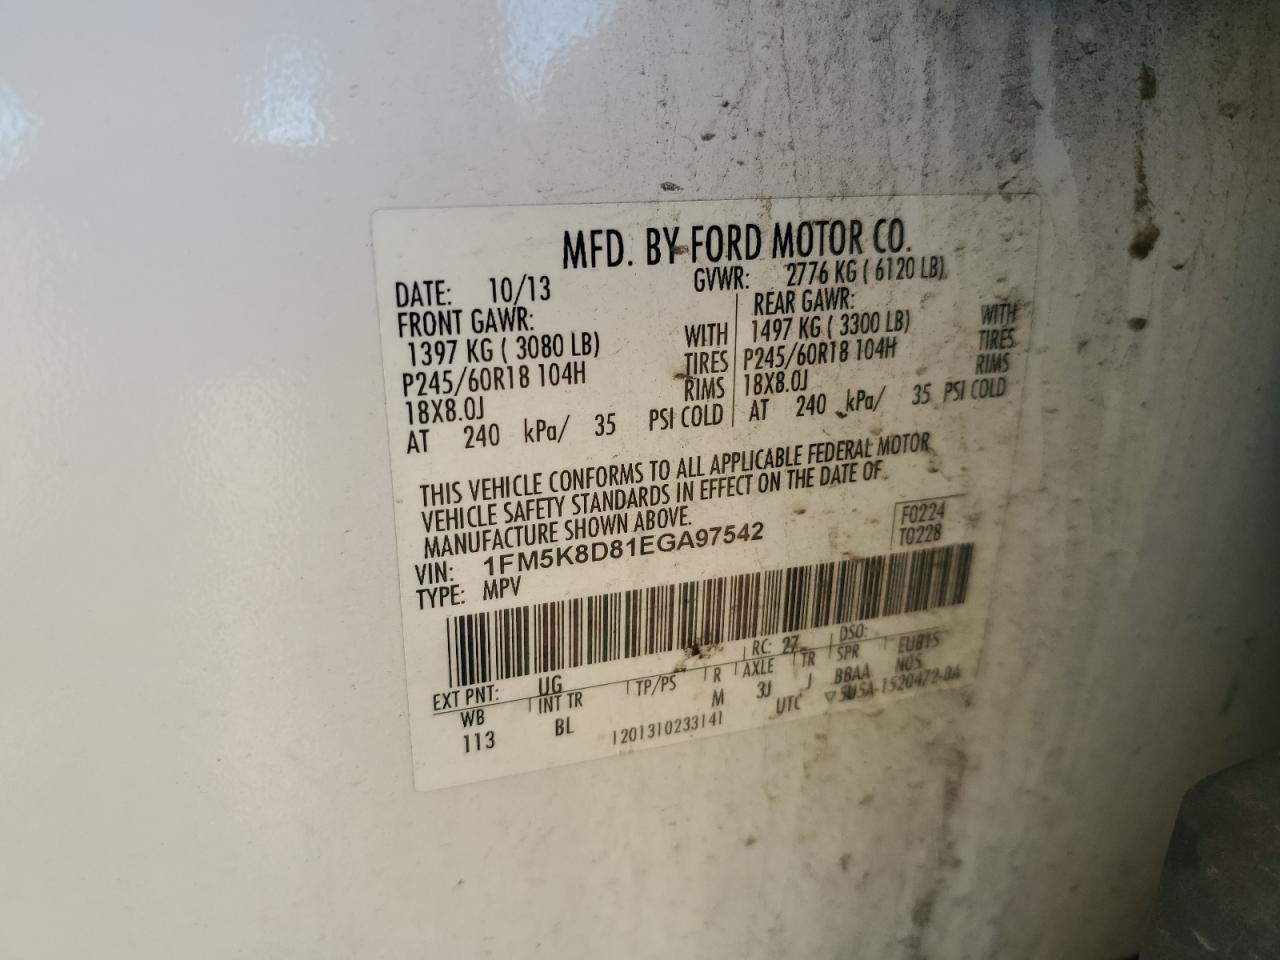 MFD. BY FORD MOTOR CO.
DATE: 10/13 GVWR: 2776 KG ( 6120 LB)
FRONT GAWR: REAR GAWR:
1397 KG ( 3080 LB) WITH 1497 KG ( 3300 LB) WITH
P245/60R18 104H TIRES P245/60R18 104H TIRES
18X8.0J RIMS 18X8.0J RIMS
AT 240 kPa/ 35 PSI COLD AT 240 kPa/ 35 PSI COLD
THIS VEHICLE CONFORMS TO ALL APPLICABLE FEDERAL MOTOR
VEHICLE SAFETY STANDARDS IN EFFECT ON THE DATE OF
MANUFACTURE SHOWN ABOVE.
F0224
VIN: 1FM5K8D81EGA97542 T0228
TYPE: MPV
EXT PNT: UG RC: 27 DSO:
WB INT TR TP/PS R AXLE TR SPR EUB15
113 BL M 3J J BBAA NOS
1201310233141 UTC ▽5U5A-1520472-BA